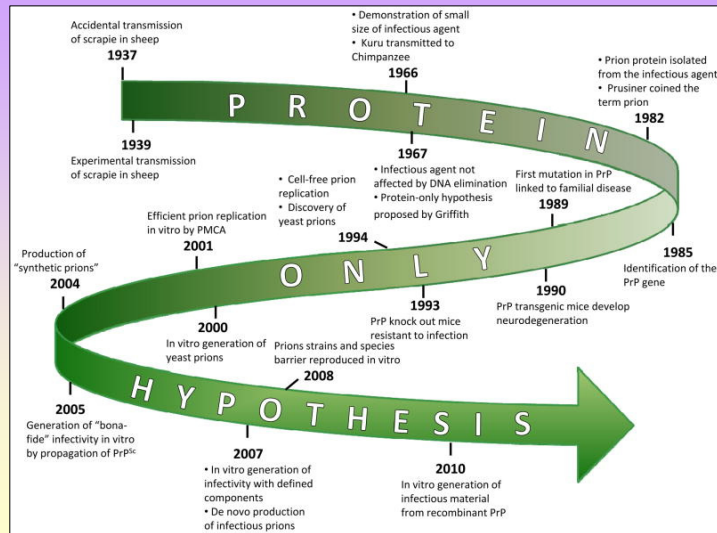 Accidental transmission
of scrapie in sheep
1937
1939
Experimental transmission
of scrapie in sheep
• Demonstration of small
size of infectious agent
• Kuru transmitted to
Chimpanzee
1966
1967
• Infectious agent not
affected by DNA elimination
• Protein-only hypothesis
proposed by Griffith
• Prion protein isolated
from the infectious agent
• Prusiner coined the
term prion
1982
PROTEIN
1985
Identification of the
PrP gene
First mutation in PrP
linked to familial disease
1989
1990
PrP transgenic mice develop
neurodegeneration
• Cell-free prion
replication
• Discovery of
yeast prions
1994
1993
PrP knock out mice
resistant to infection
ONLY
Efficient prion replication
in vitro by PMCA
2001
2000
In vitro generation of
yeast prions
Production of
“synthetic prions”
2004
2005
Generation of “bona-
fide” infectivity in vitro
by propagation of PrPSc
Prions strains and species
barrier reproduced in vitro
2008
HYPOTHESIS
2007
• In vitro generation of
infectivity with defined
components
• De novo production
of infectious prions
2010
In vitro generation of
infectious material
from recombinant PrP